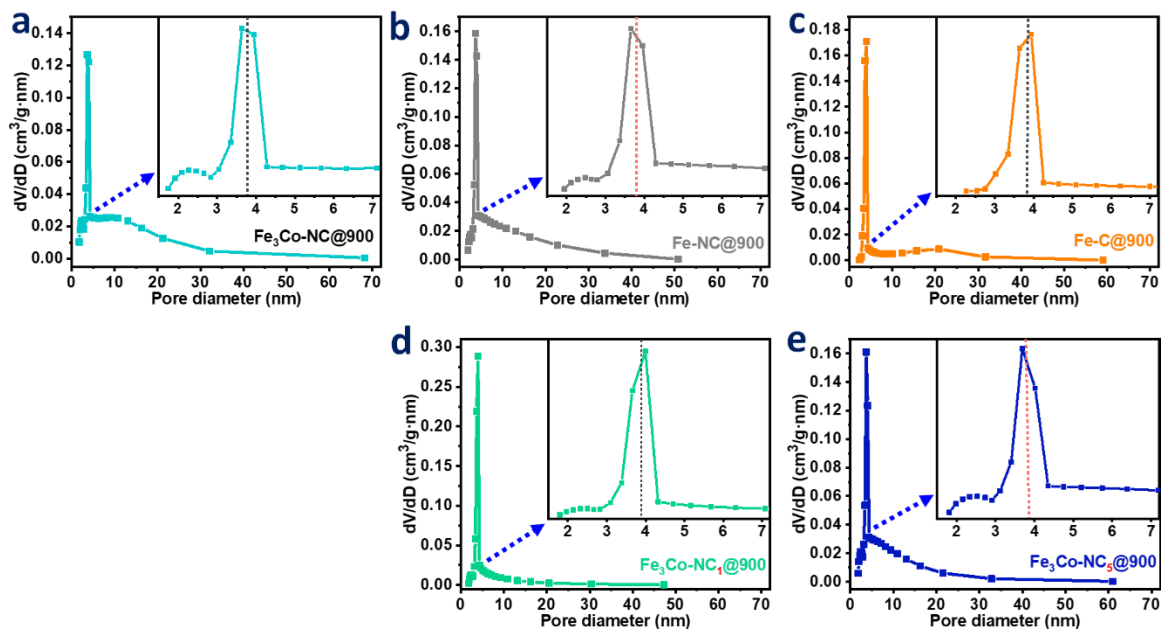 a
dV/dD (cm³/g·nm)
0.14
0.12
0.10
0.08
0.06
0.04
0.02
0.00
2 3 4 5 6 7
Fe₃Co-NC@900
0 10 20 30 40 50 60 70
Pore diameter (nm)
b
dV/dD (cm³/g·nm)
0.16
0.14
0.12
0.10
0.08
0.06
0.04
0.02
0.00
2 3 4 5 6 7
Fe-NC@900
0 10 20 30 40 50 60 70
Pore diameter (nm)
c
dV/dD (cm³/g·nm)
0.18
0.16
0.14
0.12
0.10
0.08
0.06
0.04
0.02
0.00
2 3 4 5 6 7
Fe-C@900
0 10 20 30 40 50 60 70
Pore diameter (nm)
d
dV/dD (cm³/g·nm)
0.30
0.25
0.20
0.15
0.10
0.05
0.00
2 3 4 5 6 7
Fe₃Co-NC₁@900
0 10 20 30 40 50 60 70
Pore diameter (nm)
e
dV/dD (cm³/g·nm)
0.16
0.14
0.12
0.10
0.08
0.06
0.04
0.02
0.00
2 3 4 5 6 7
Fe₃Co-NC₅@900
0 10 20 30 40 50 60 70
Pore diameter (nm)